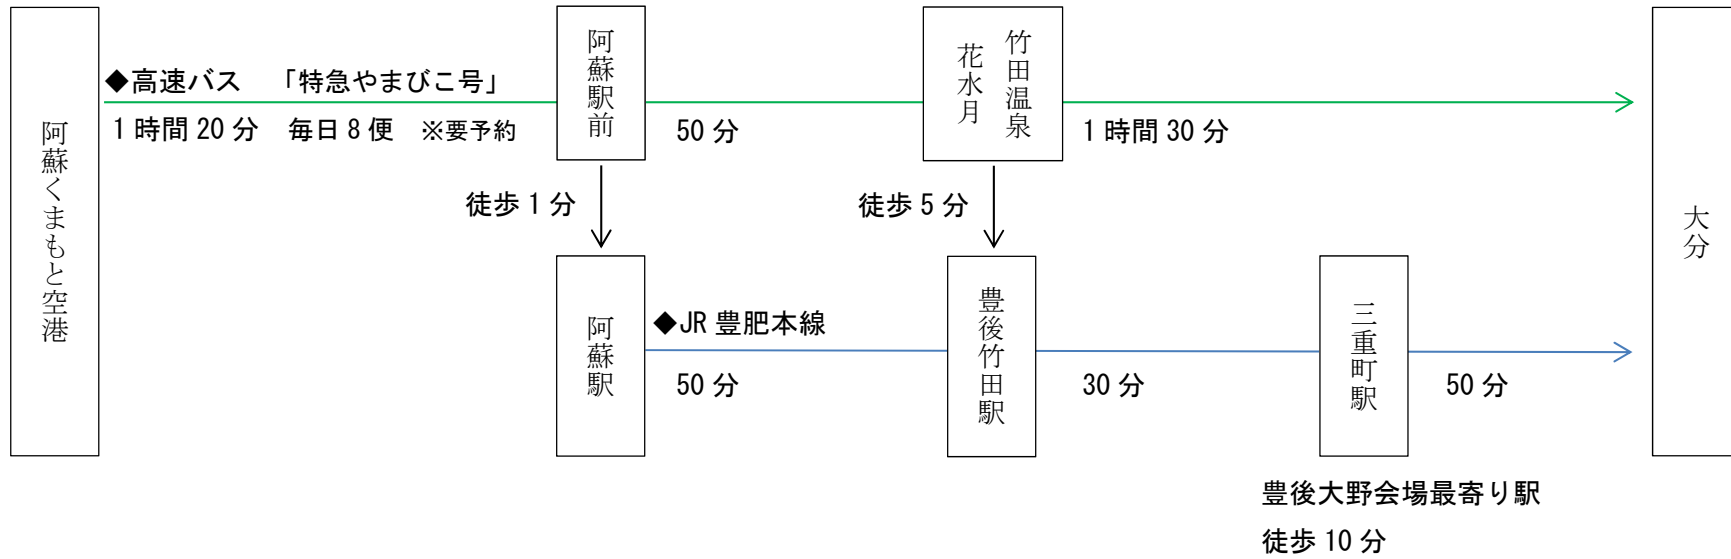 阿蘇くまもと空港
◆高速バス 「特急やまびこ号」
1時間20分 毎日8便 ※要予約
阿蘇駅前
50分
竹田温泉
花水月
1時間30分
大分
徒歩1分
徒歩5分
阿蘇駅
◆JR豊肥本線
50分
豊後竹田駅
30分
三重町駅
50分
豊後大野会場最寄り駅
徒歩10分